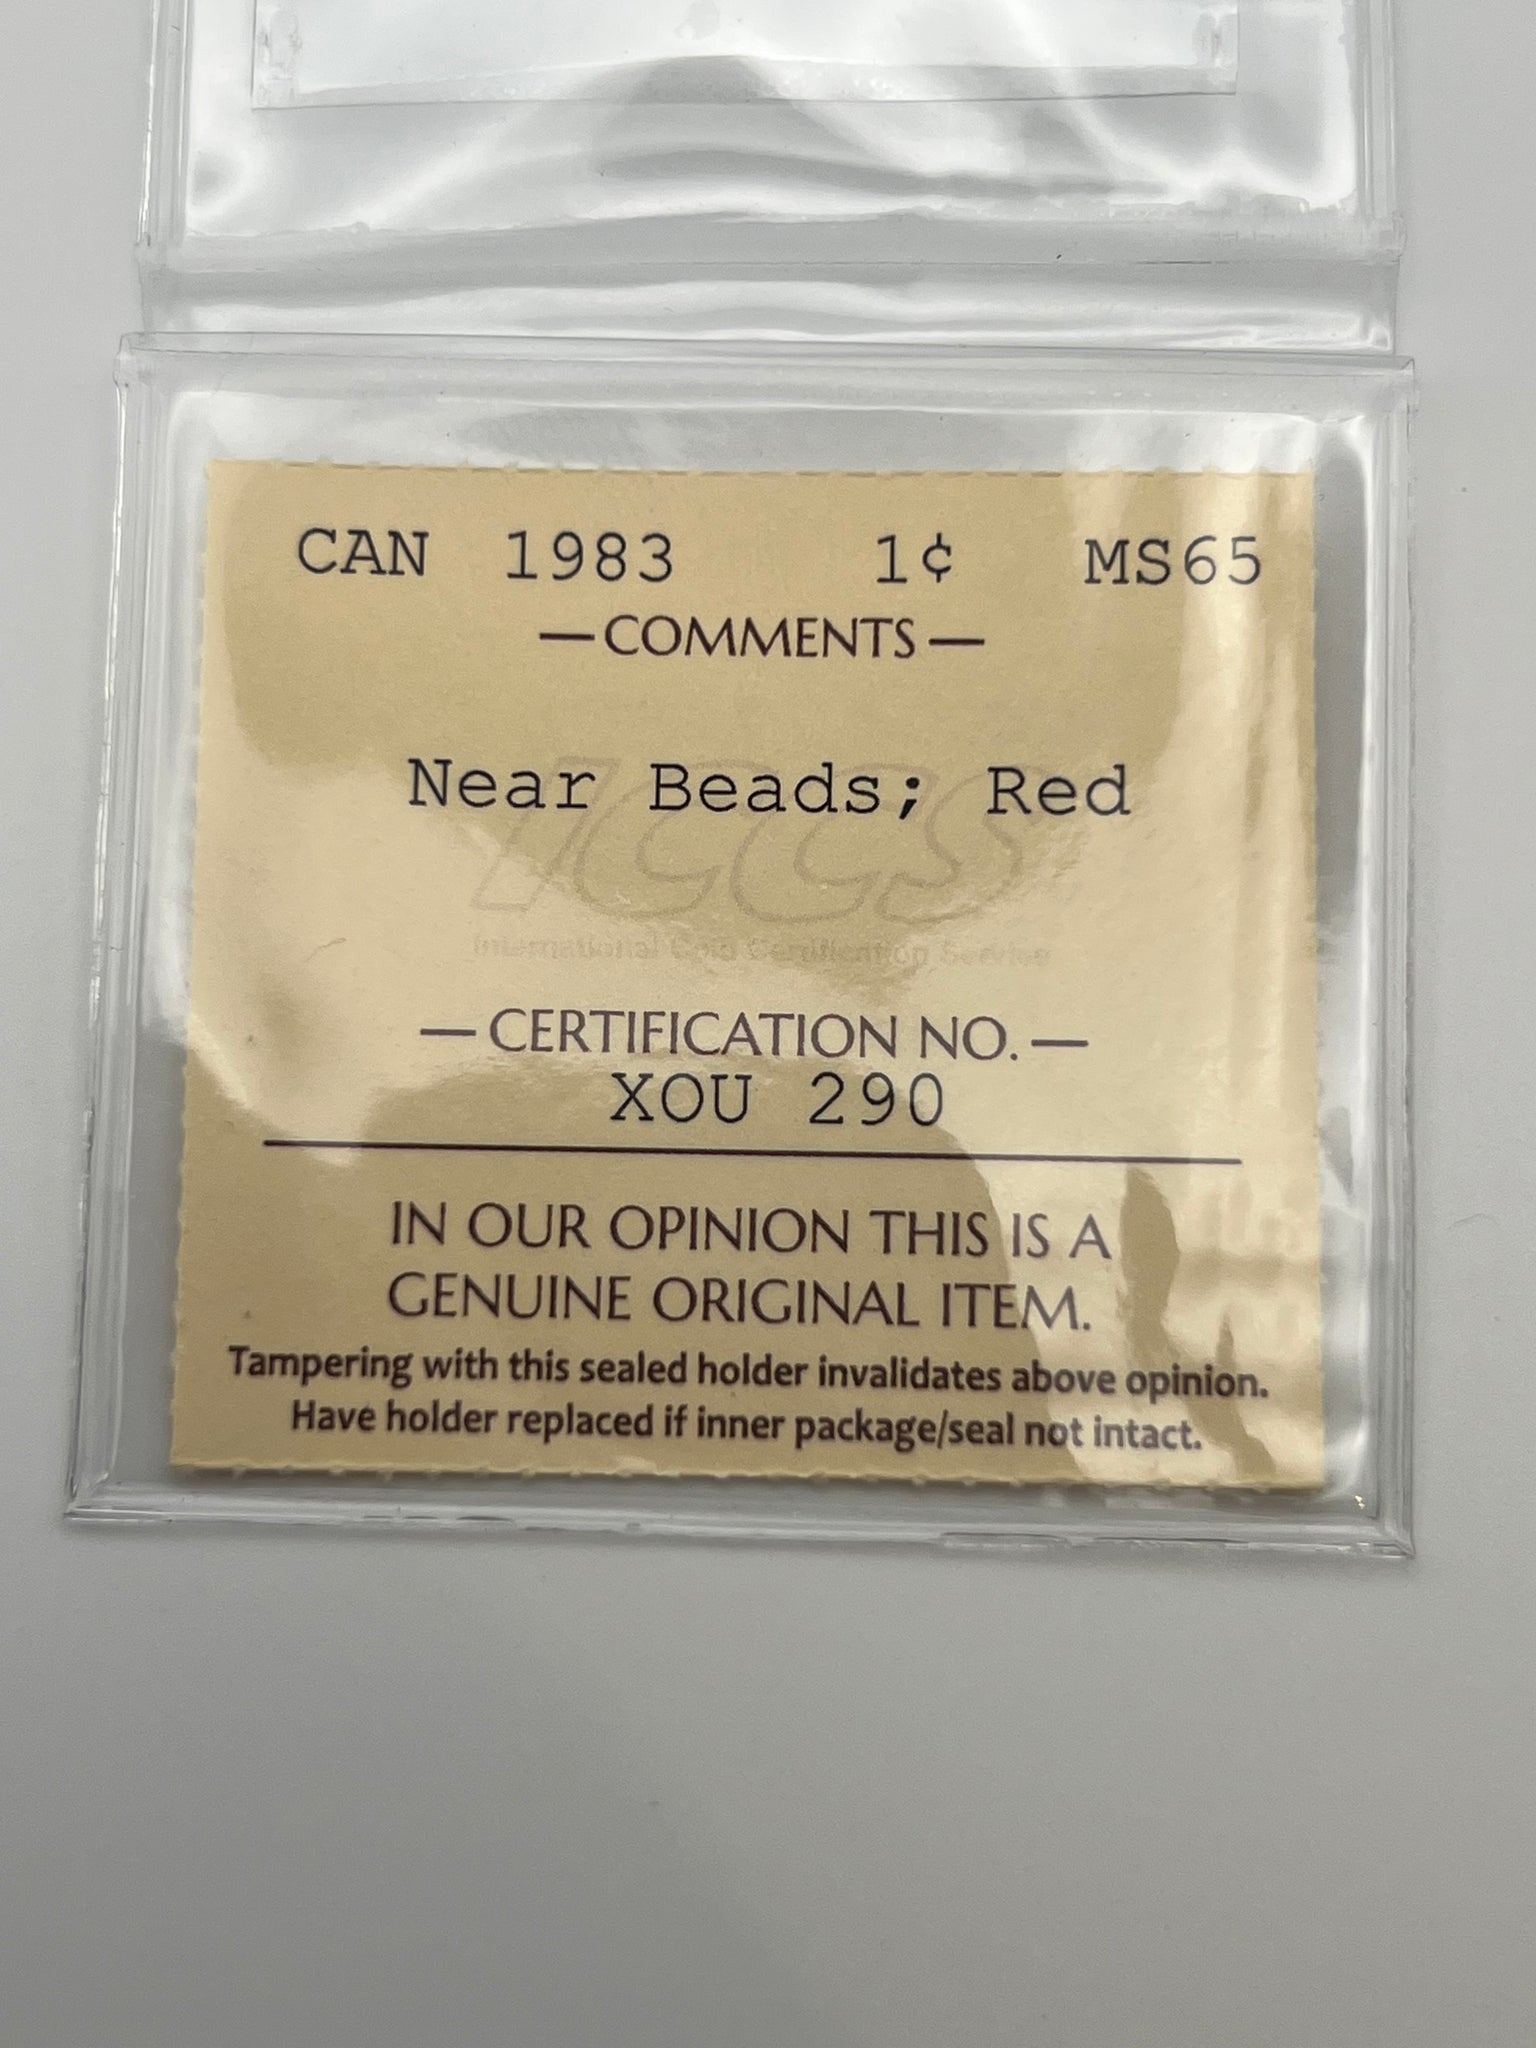 CAN 1983 1¢ MS65
—COMMENTS—
Near Beads; Red
ICCS
International Coin Certification Service
—CERTIFICATION NO.—
XOU 290
IN OUR OPINION THIS IS A
GENUINE ORIGINAL ITEM.
Tampering with this sealed holder invalidates above opinion.
Have holder replaced if inner package/seal not intact.